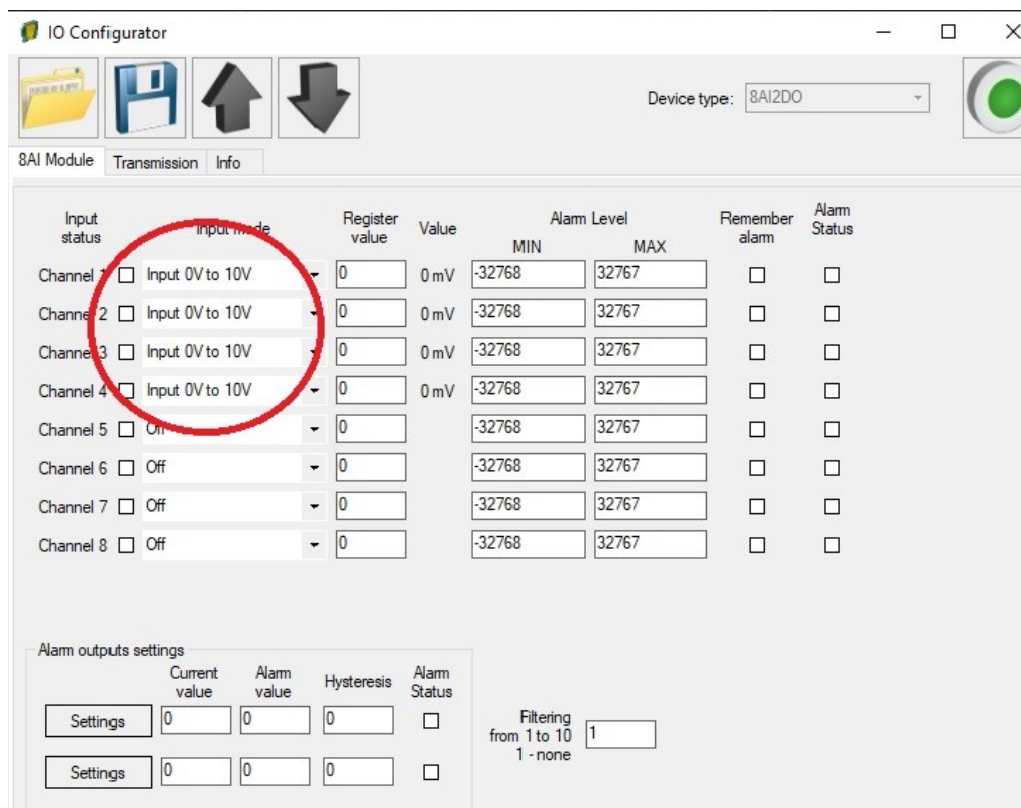 IO Configurator
Device type: 8AI2DO
8AI Module Transmission Info
Input status Input mode Register value Value Alarm Level MIN MAX Remember alarm Alarm Status
Channel 1 Input 0V to 10V 0 0 mV -32768 32767
Channel 2 Input 0V to 10V 0 0 mV -32768 32767
Channel 3 Input 0V to 10V 0 0 mV -32768 32767
Channel 4 Input 0V to 10V 0 0 mV -32768 32767
Channel 5 Off 0 -32768 32767
Channel 6 Off 0 -32768 32767
Channel 7 Off 0 -32768 32767
Channel 8 Off 0 -32768 32767
Alarm outputs settings
Current value Alarm value Hysteresis Alarm Status
Settings 0 0 0
Settings 0 0 0
Filtering
from 1 to 10 1
1 - none